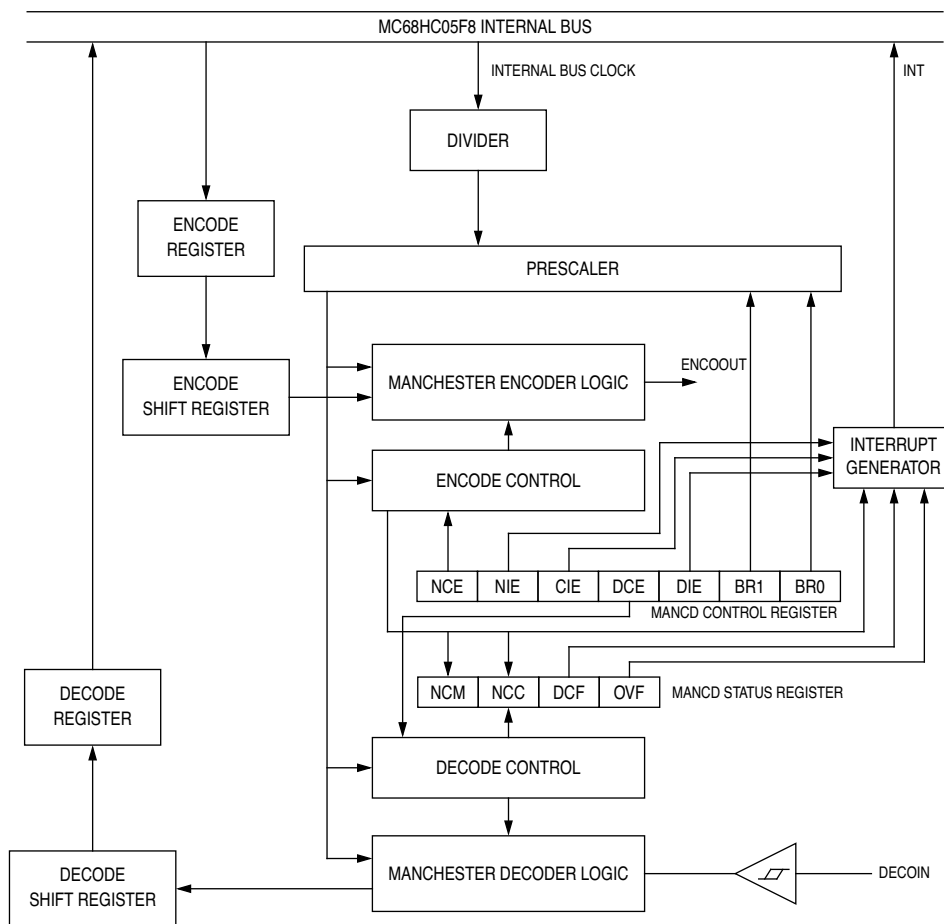 MC68HC05F8 INTERNAL BUS
INTERNAL BUS CLOCK
INT
DIVIDER
ENCODE
REGISTER
PRESCALER
ENCODE
SHIFT REGISTER
MANCHESTER ENCODER LOGIC
ENCOOUT
INTERRUPT
GENERATOR
ENCODE CONTROL
NCE NIE CIE DCE DIE BR1 BR0
MANCD CONTROL REGISTER
NCM NCC DCF OVF
MANCD STATUS REGISTER
DECODE
REGISTER
DECODE CONTROL
DECODE
SHIFT REGISTER
MANCHESTER DECODER LOGIC
DECOIN